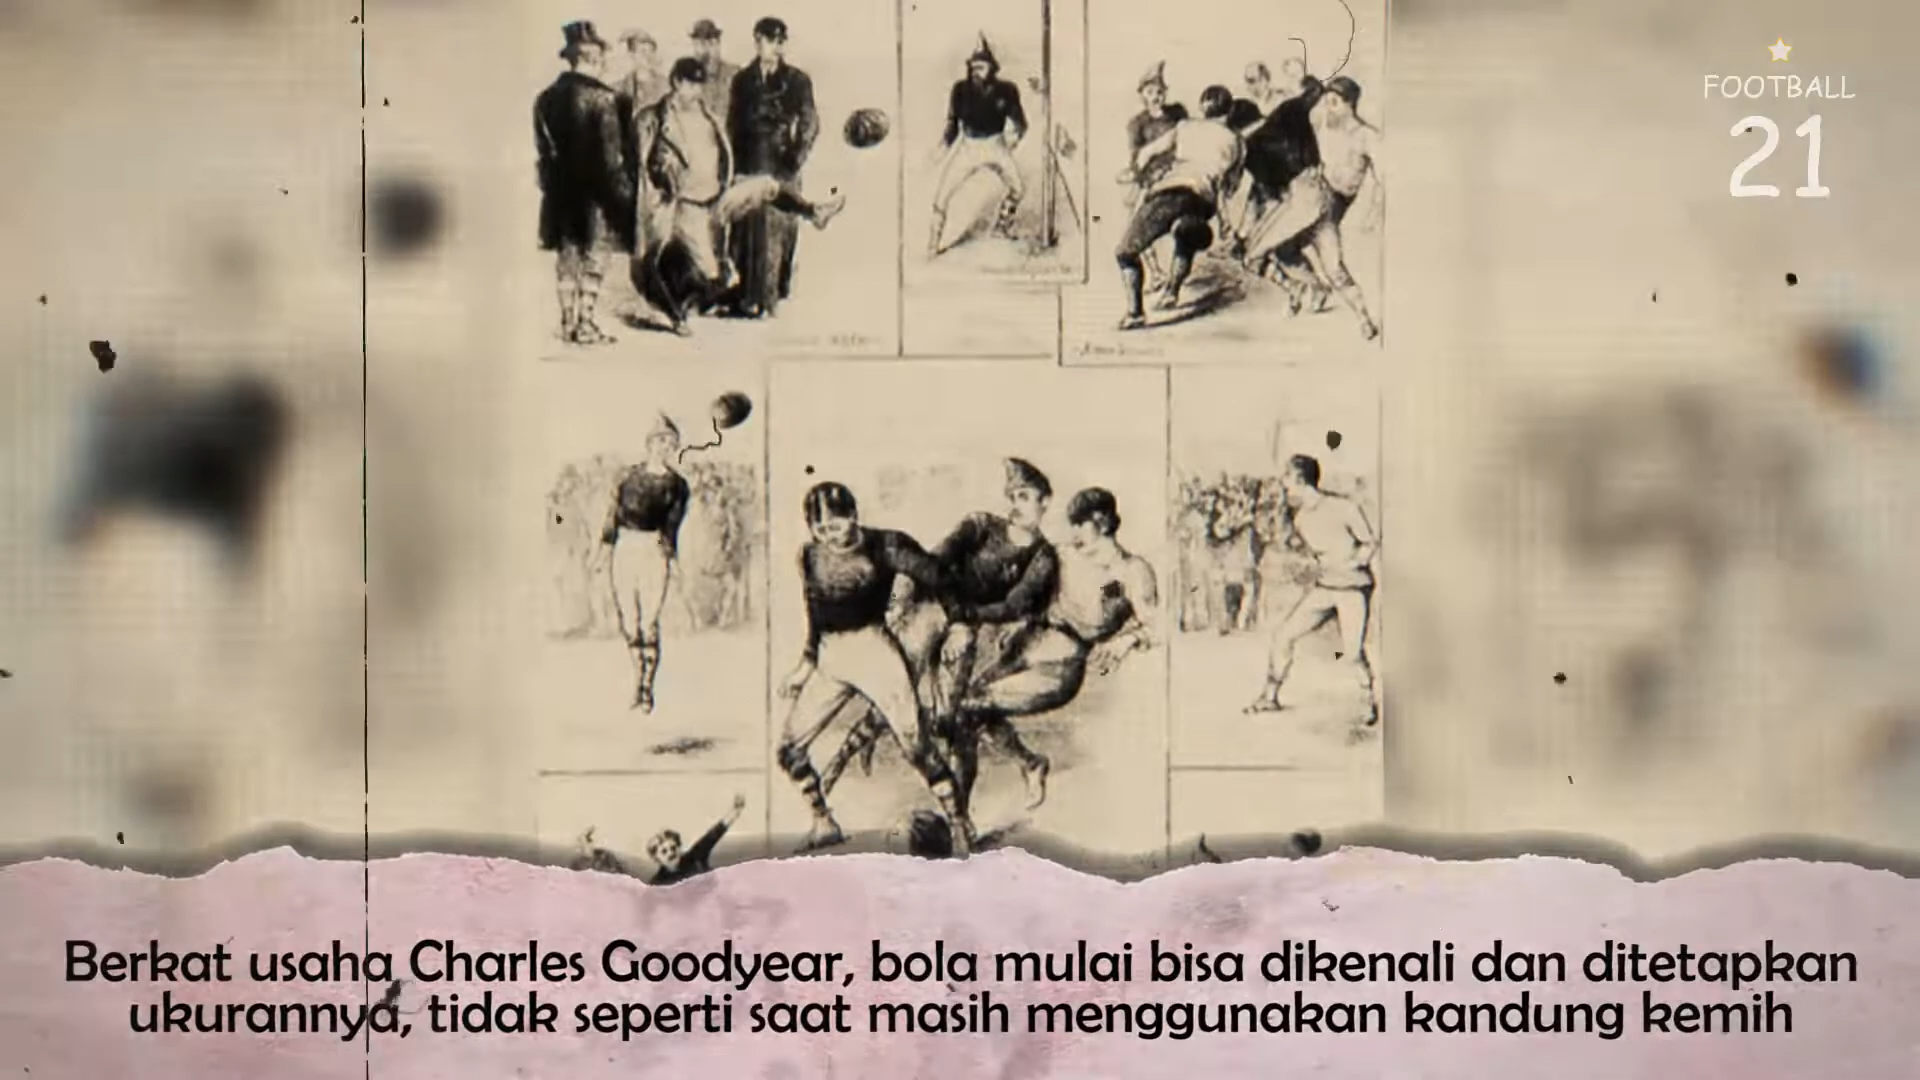 FOOTBALL
21
Berkat usaha Charles Goodyear, bola mulai bisa dikenali dan ditetapkan
ukurannya, tidak seperti saat masih menggunakan kandung kemih